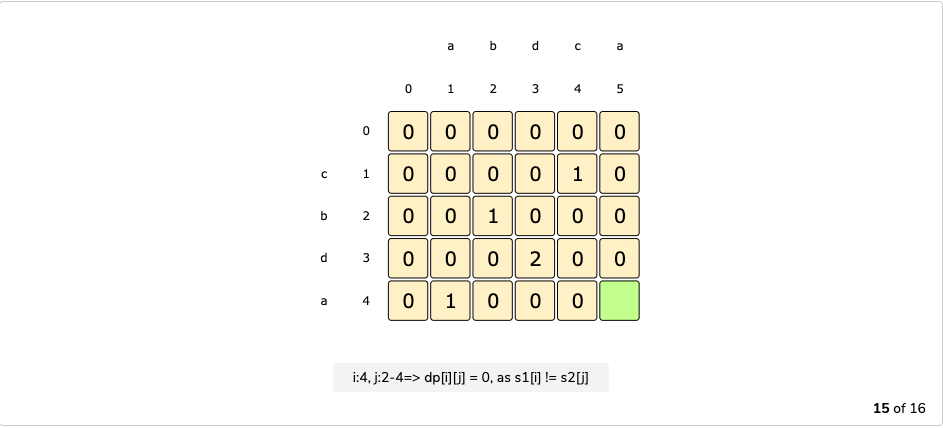 a b d c a
0 1 2 3 4 5
0 0 0 0 0 0 0
c 1 0 0 0 0 1 0
b 2 0 0 1 0 0 0
d 3 0 0 0 2 0 0
a 4 0 1 0 0 0
i:4, j:2-4=> dp[i][j] = 0, as s1[i] != s2[j]
15 of 16